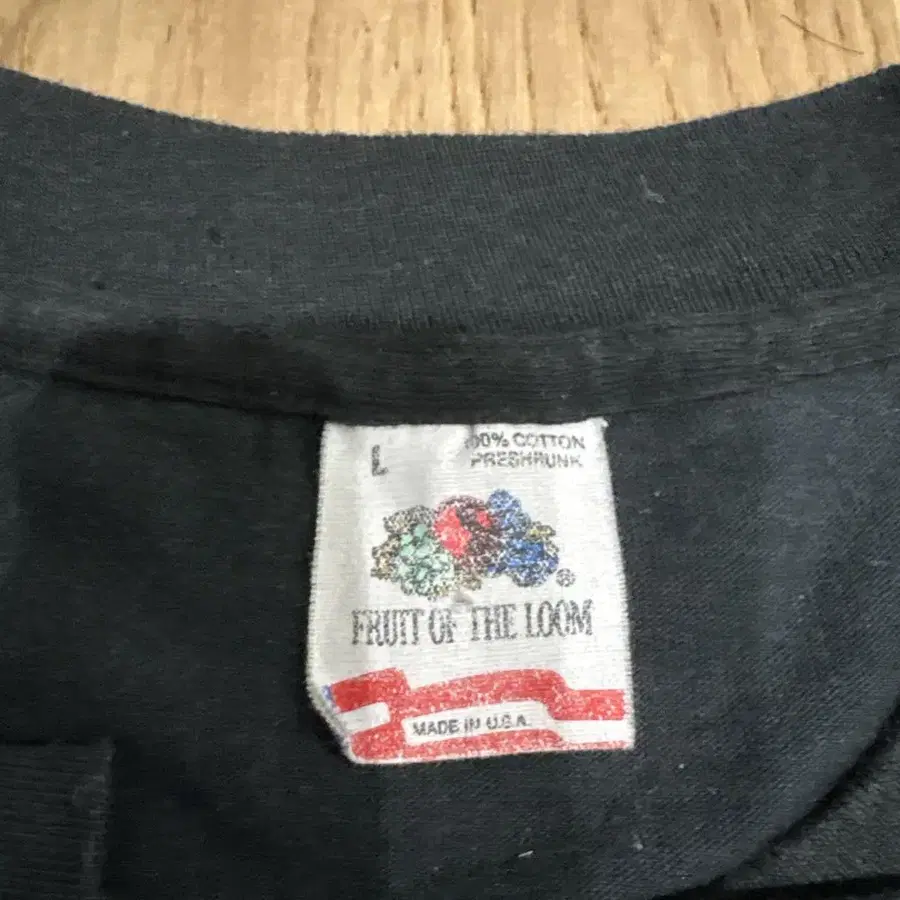 L
100% COTTON
PRESHRUNK
®
FRUIT OF THE LOOM
MADE IN U.S.A.